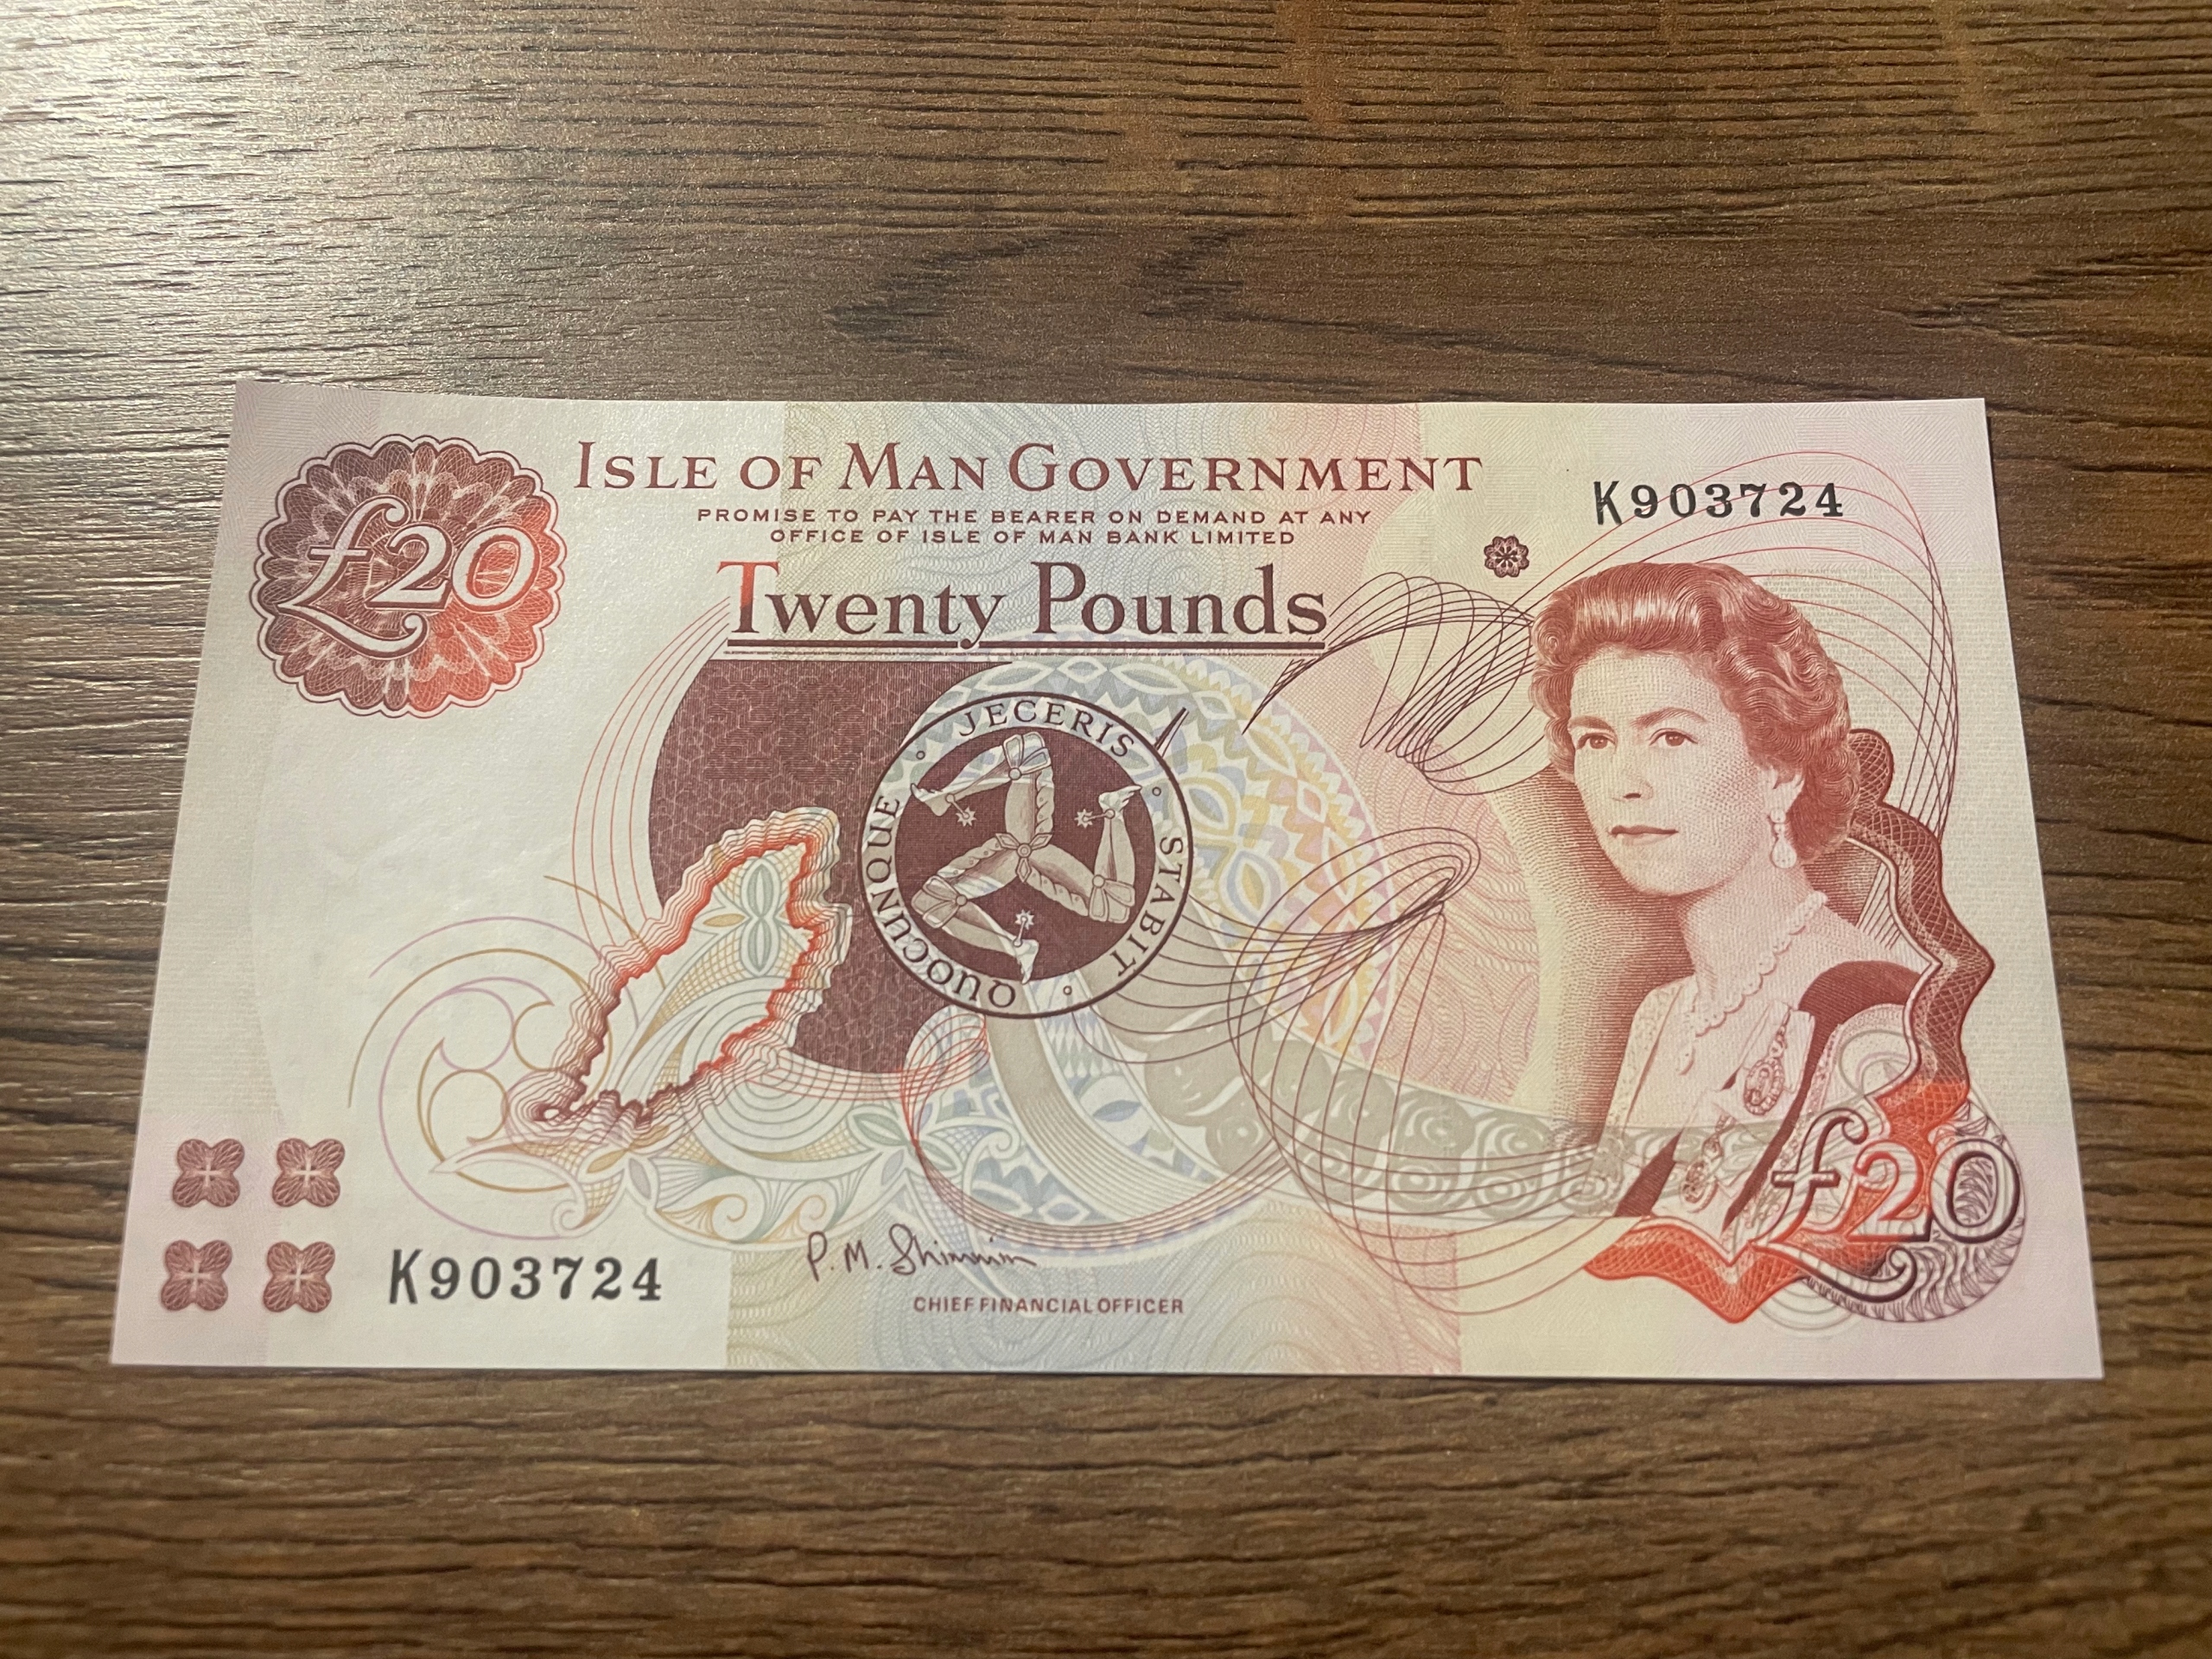 £20
ISLE OF MAN GOVERNMENT
K903724
PROMISE TO PAY THE BEARER ON DEMAND AT ANY
OFFICE OF ISLE OF MAN BANK LIMITED
Twenty Pounds
QUOCUNQUE · JECERIS · STABIT ·
£20
K903724
P. M. Shimmin
CHIEF FINANCIAL OFFICER